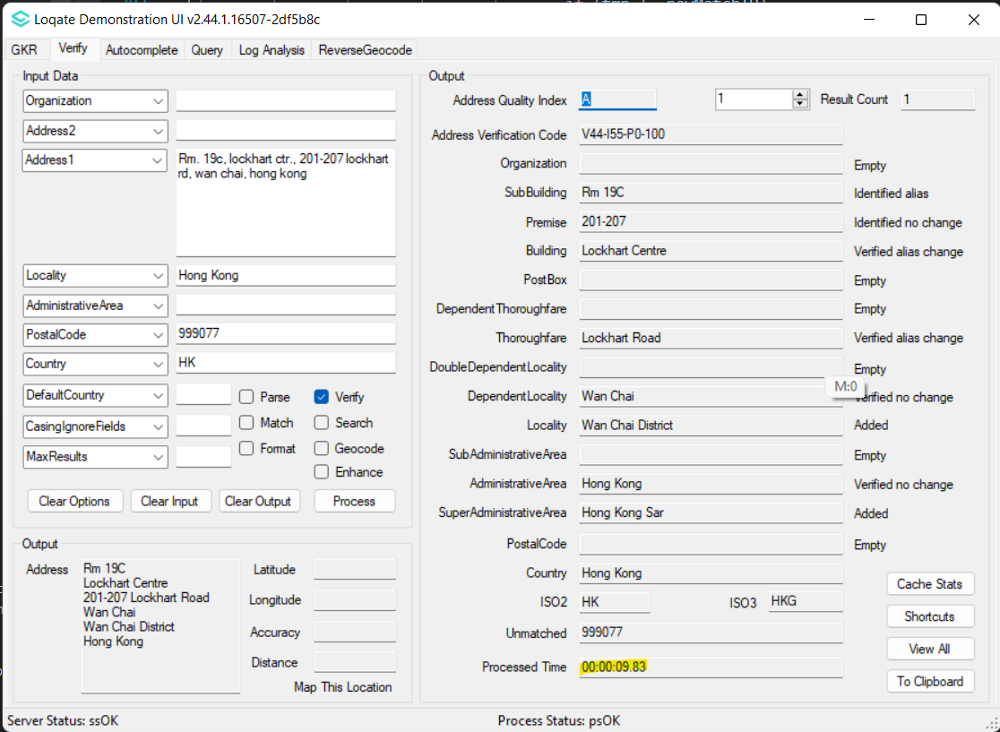 Loqate Demonstration UI v2.44.1.16507-2df5b8c
GKR Verify Autocomplete Query Log Analysis ReverseGeocode
Input Data
Organization
Address2
Address1 Rm. 19c, lockhart ctr., 201-207 lockhart
rd, wan chai, hong kong
Locality Hong Kong
AdministrativeArea
PostalCode 999077
Country HK
DefaultCountry Parse Verify
CasingIgnoreFields Match Search
MaxResults Format Geocode
Enhance
Clear Options Clear Input Clear Output Process
Output
Address Rm 19C
Lockhart Centre
201-207 Lockhart Road
Wan Chai
Wan Chai District
Hong Kong
Latitude
Longitude
Accuracy
Distance
Map This Location
Output
Address Quality Index A 1 Result Count 1
Address Verification Code V44-I55-P0-100
Organization Empty
SubBuilding Rm 19C Identified alias
Premise 201-207 Identified no change
Building Lockhart Centre Verified alias change
PostBox Empty
DependentThoroughfare Empty
Thoroughfare Lockhart Road Verified alias change
DoubleDependentLocality Empty
M:0
DependentLocality Wan Chai Verified no change
Locality Wan Chai District Added
SubAdministrativeArea Empty
AdministrativeArea Hong Kong Verified no change
SuperAdministrativeArea Hong Kong Sar Added
PostalCode Empty
Country Hong Kong
ISO2 HK ISO3 HKG
Unmatched 999077
Processed Time 00:00:09.83
Cache Stats
Shortcuts
View All
To Clipboard
Server Status: ssOK Process Status: psOK